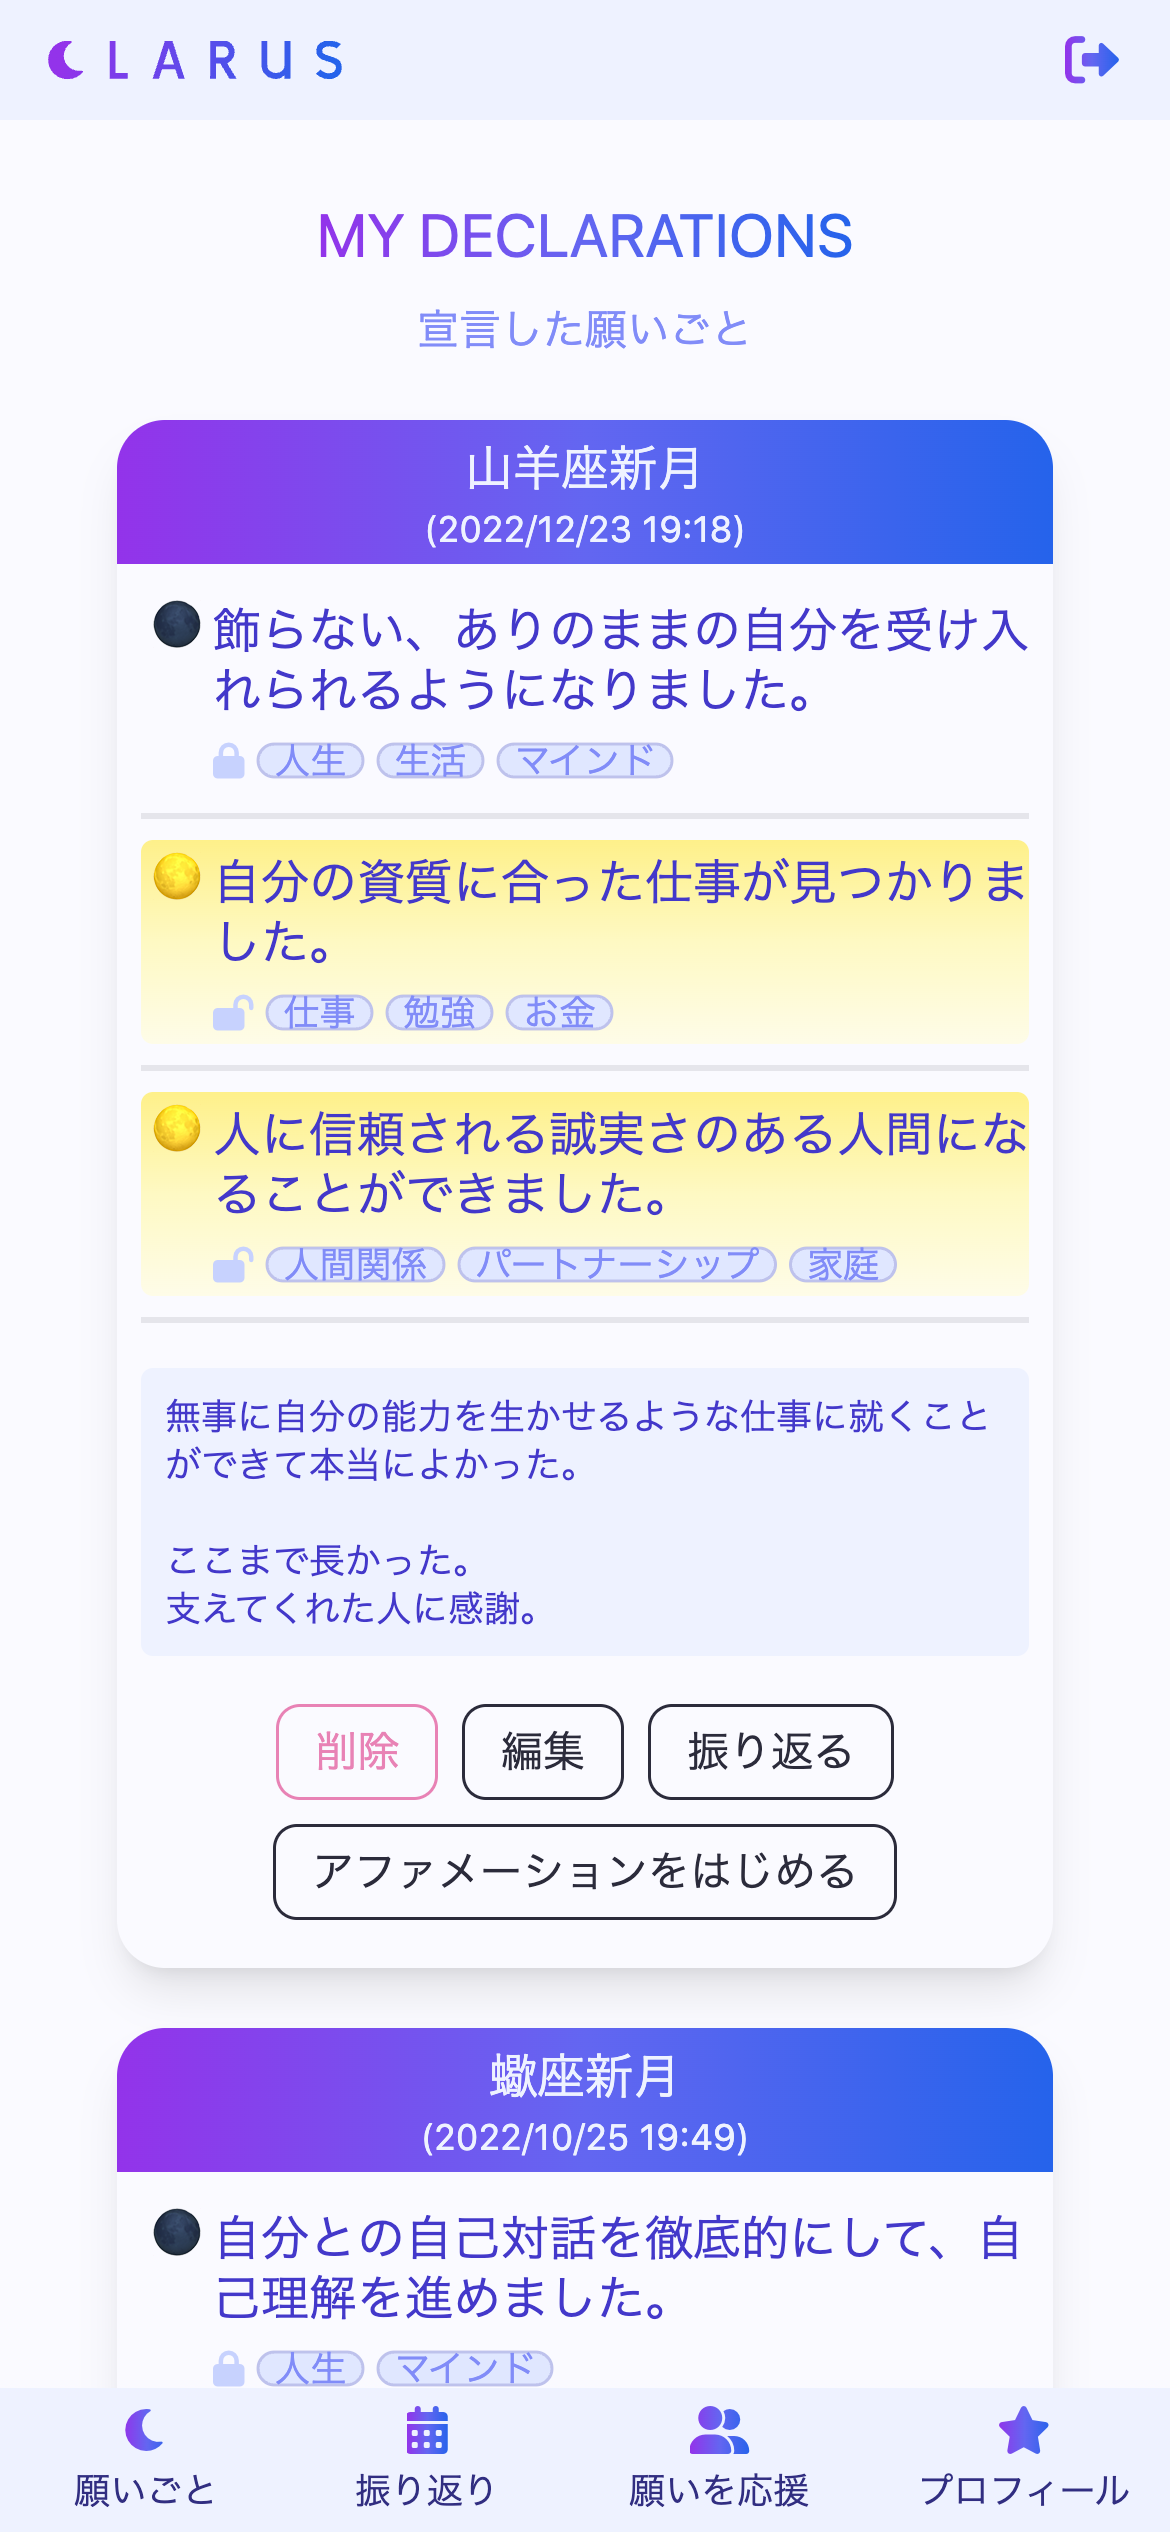 LARUS
MY DECLARATIONS
宣言した願いごと
山羊座新月
(2022/12/23 19:18)
飾らない、ありのままの自分を受け入
れられるようになりました。
人生 生活 マインド
自分の資質に合った仕事が見つかりま
した。
仕事 勉強 お金
人に信頼される誠実さのある人間にな
ることができました。
人間関係 パートナーシップ 家庭
無事に自分の能力を生かせるような仕事に就くこと
ができて本当によかった。
ここまで長かった。
支えてくれた人に感謝。
削除 編集 振り返る
アファメーションをはじめる
蠍座新月
(2022/10/25 19:49)
自分との自己対話を徹底的にして、自
己理解を進めました。
人生 マインド
願いごと 振り返り 願いを応援 プロフィール